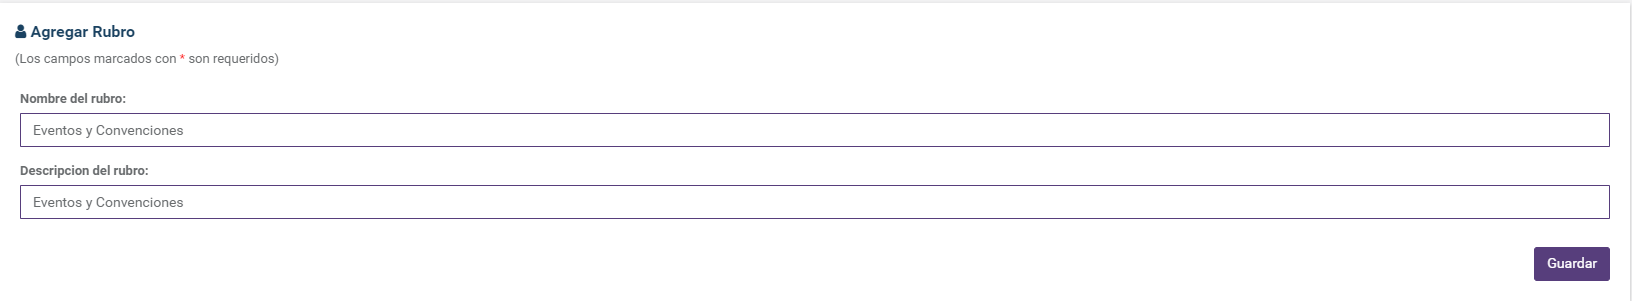 Agregar Rubro
(Los campos marcados con * son requeridos)
Nombre del rubro:
Eventos y Convenciones
Descripcion del rubro:
Eventos y Convenciones
Guardar